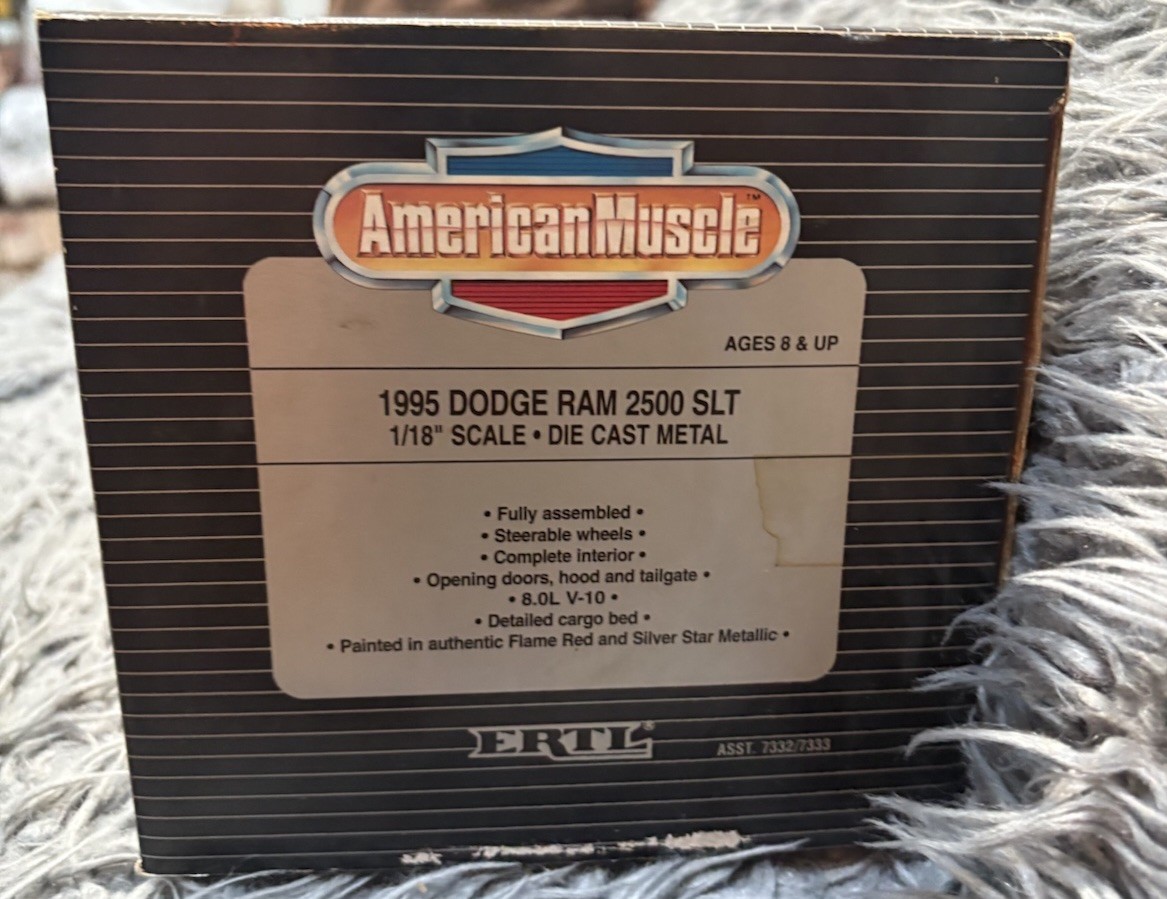 AmericanMuscle™
AGES 8 & UP
1995 DODGE RAM 2500 SLT
1/18" SCALE • DIE CAST METAL
• Fully assembled •
• Steerable wheels •
• Complete interior •
• Opening doors, hood and tailgate •
• 8.0L V-10 •
• Detailed cargo bed •
• Painted in authentic Flame Red and Silver Star Metallic •
ERTL®
ASST. 7332/7333